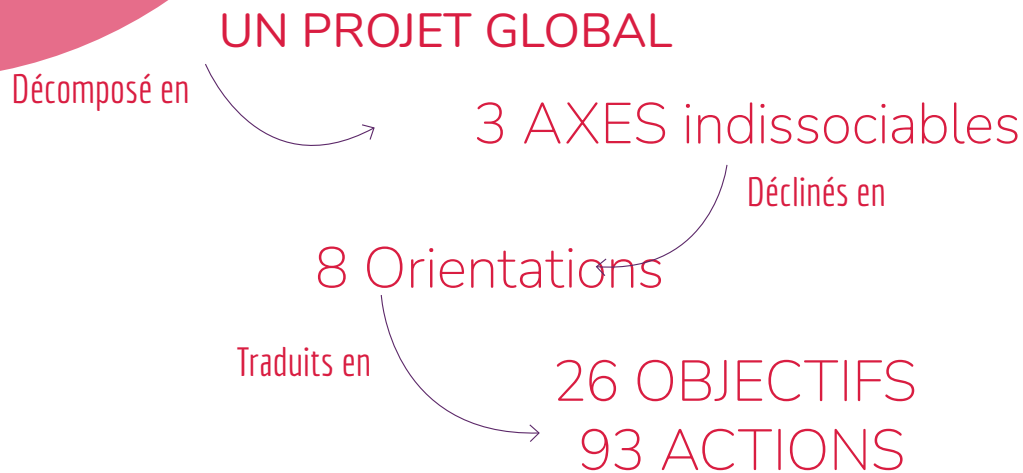 UN PROJET GLOBAL
Décomposé en
3 AXES indissociables
Déclinés en
8 Orientations
Traduits en
26 OBJECTIFS
93 ACTIONS